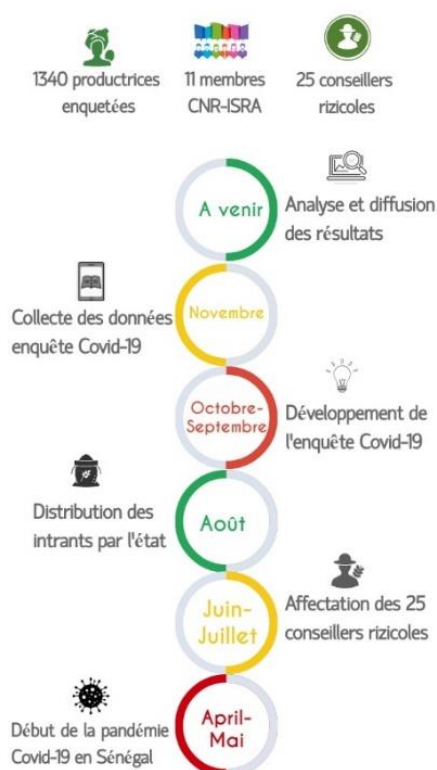 1340 productrices
enquetées
11 membres
CNR-ISRA
25 conseillers
rizicoles
A venir
Analyse et diffusion
des résultats
Novembre
Collecte des données
enquête Covid-19
Octobre-
Septembre
Développement de
l'enquête Covid-19
Août
Distribution des
intrants par l'état
Juin-
Juillet
Affectation des 25
conseillers rizicoles
April-
Mai
Début de la pandémie
Covid-19 en Sénégal